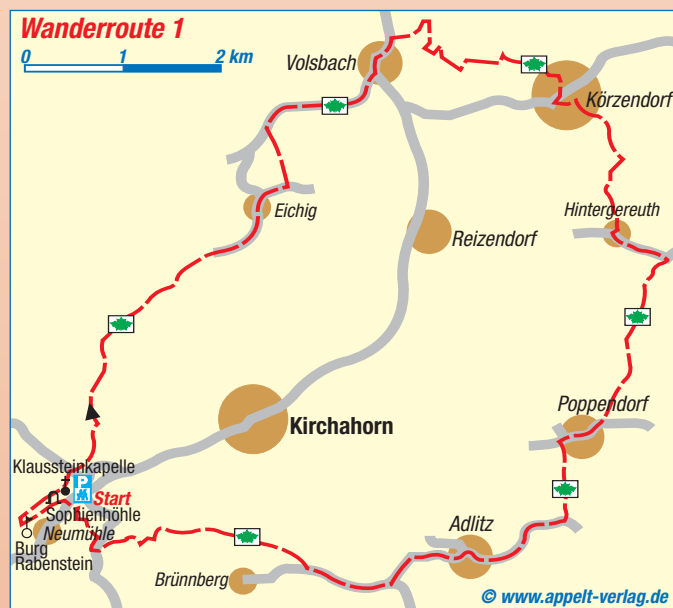 Wanderroute 1
0 1 2 km
Volsbach
Körzendorf
Eichig
Hintergereuth
Reizendorf
Poppendorf
Kirchahorn
Klaussteinkapelle
P
Start
Sophienhöhle
Neumühle
Burg
Rabenstein
Adlitz
Brünnberg
© www.appelt-verlag.de